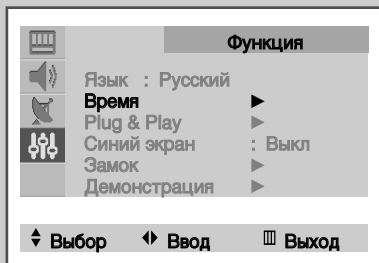 Функция
Язык : Русский
Время ►
Plug & Play ►
Синий экран : Выкл
Замок ►
Демонстрация ►
Выбор Ввод Выход